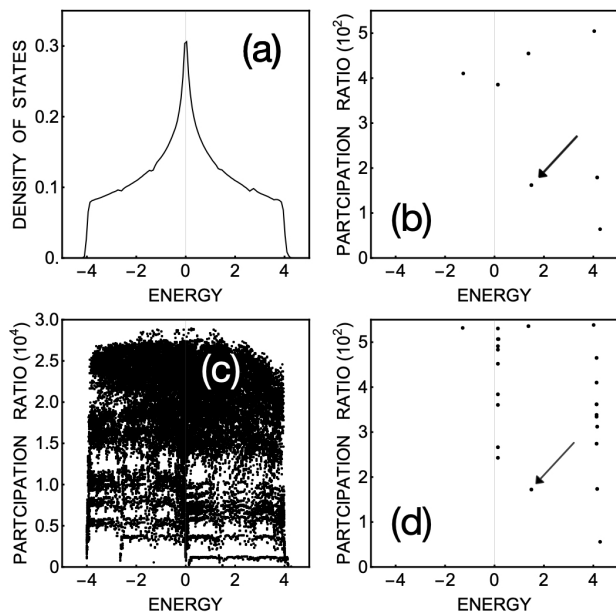 (a)
DENSITY OF STATES
0.3
0.2
0.1
0.
−4 −2 0 2 4
ENERGY
(b)
PARTCIPATION RATIO (10²)
5
4
3
2
1
0
−4 −2 0 2 4
ENERGY
(c)
PARTCIPATION RATIO (10⁴)
3.0
2.5
2.0
1.5
1.0
0.5
0
−4 −2 0 2 4
ENERGY
(d)
PARTCIPATION RATIO (10²)
5
4
3
2
1
0
−4 −2 0 2 4
ENERGY